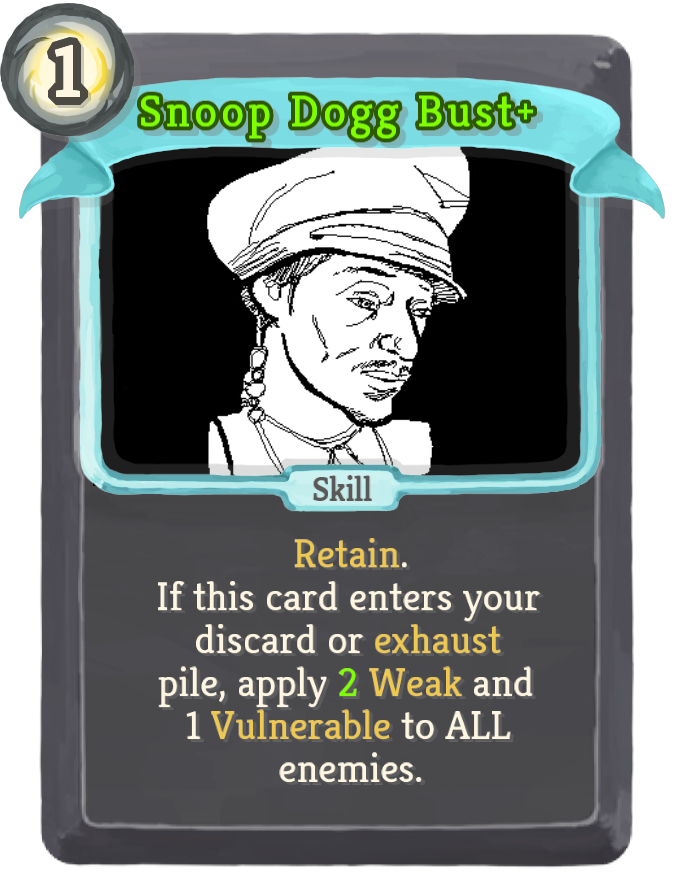 1
Snoop Dogg Bust+
Skill
Retain.
If this card enters your
discard or exhaust
pile, apply 2 Weak and
1 Vulnerable to ALL
enemies.